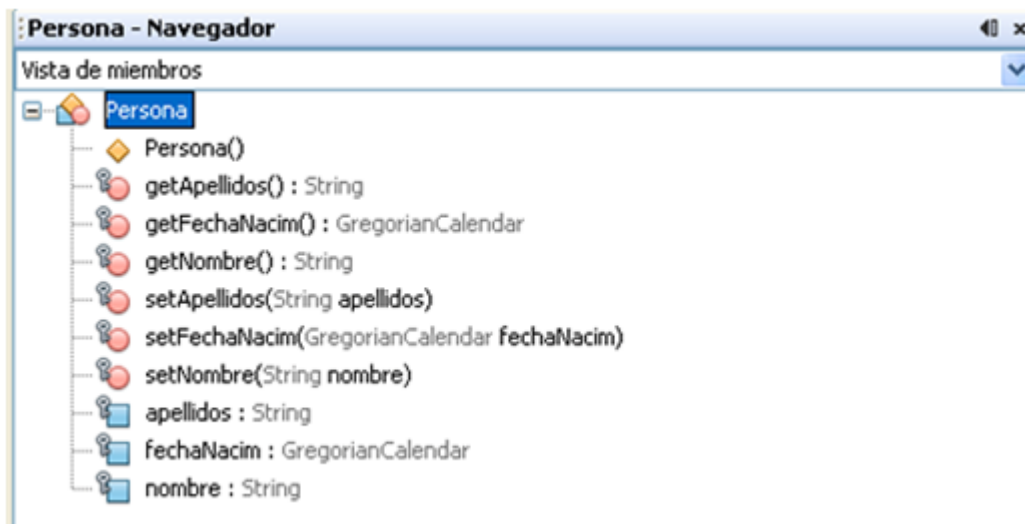 Persona - Navegador
Vista de miembros
Persona
Persona()
getApellidos() : String
getFechaNacim() : GregorianCalendar
getNombre() : String
setApellidos(String apellidos)
setFechaNacim(GregorianCalendar fechaNacim)
setNombre(String nombre)
apellidos : String
fechaNacim : GregorianCalendar
nombre : String